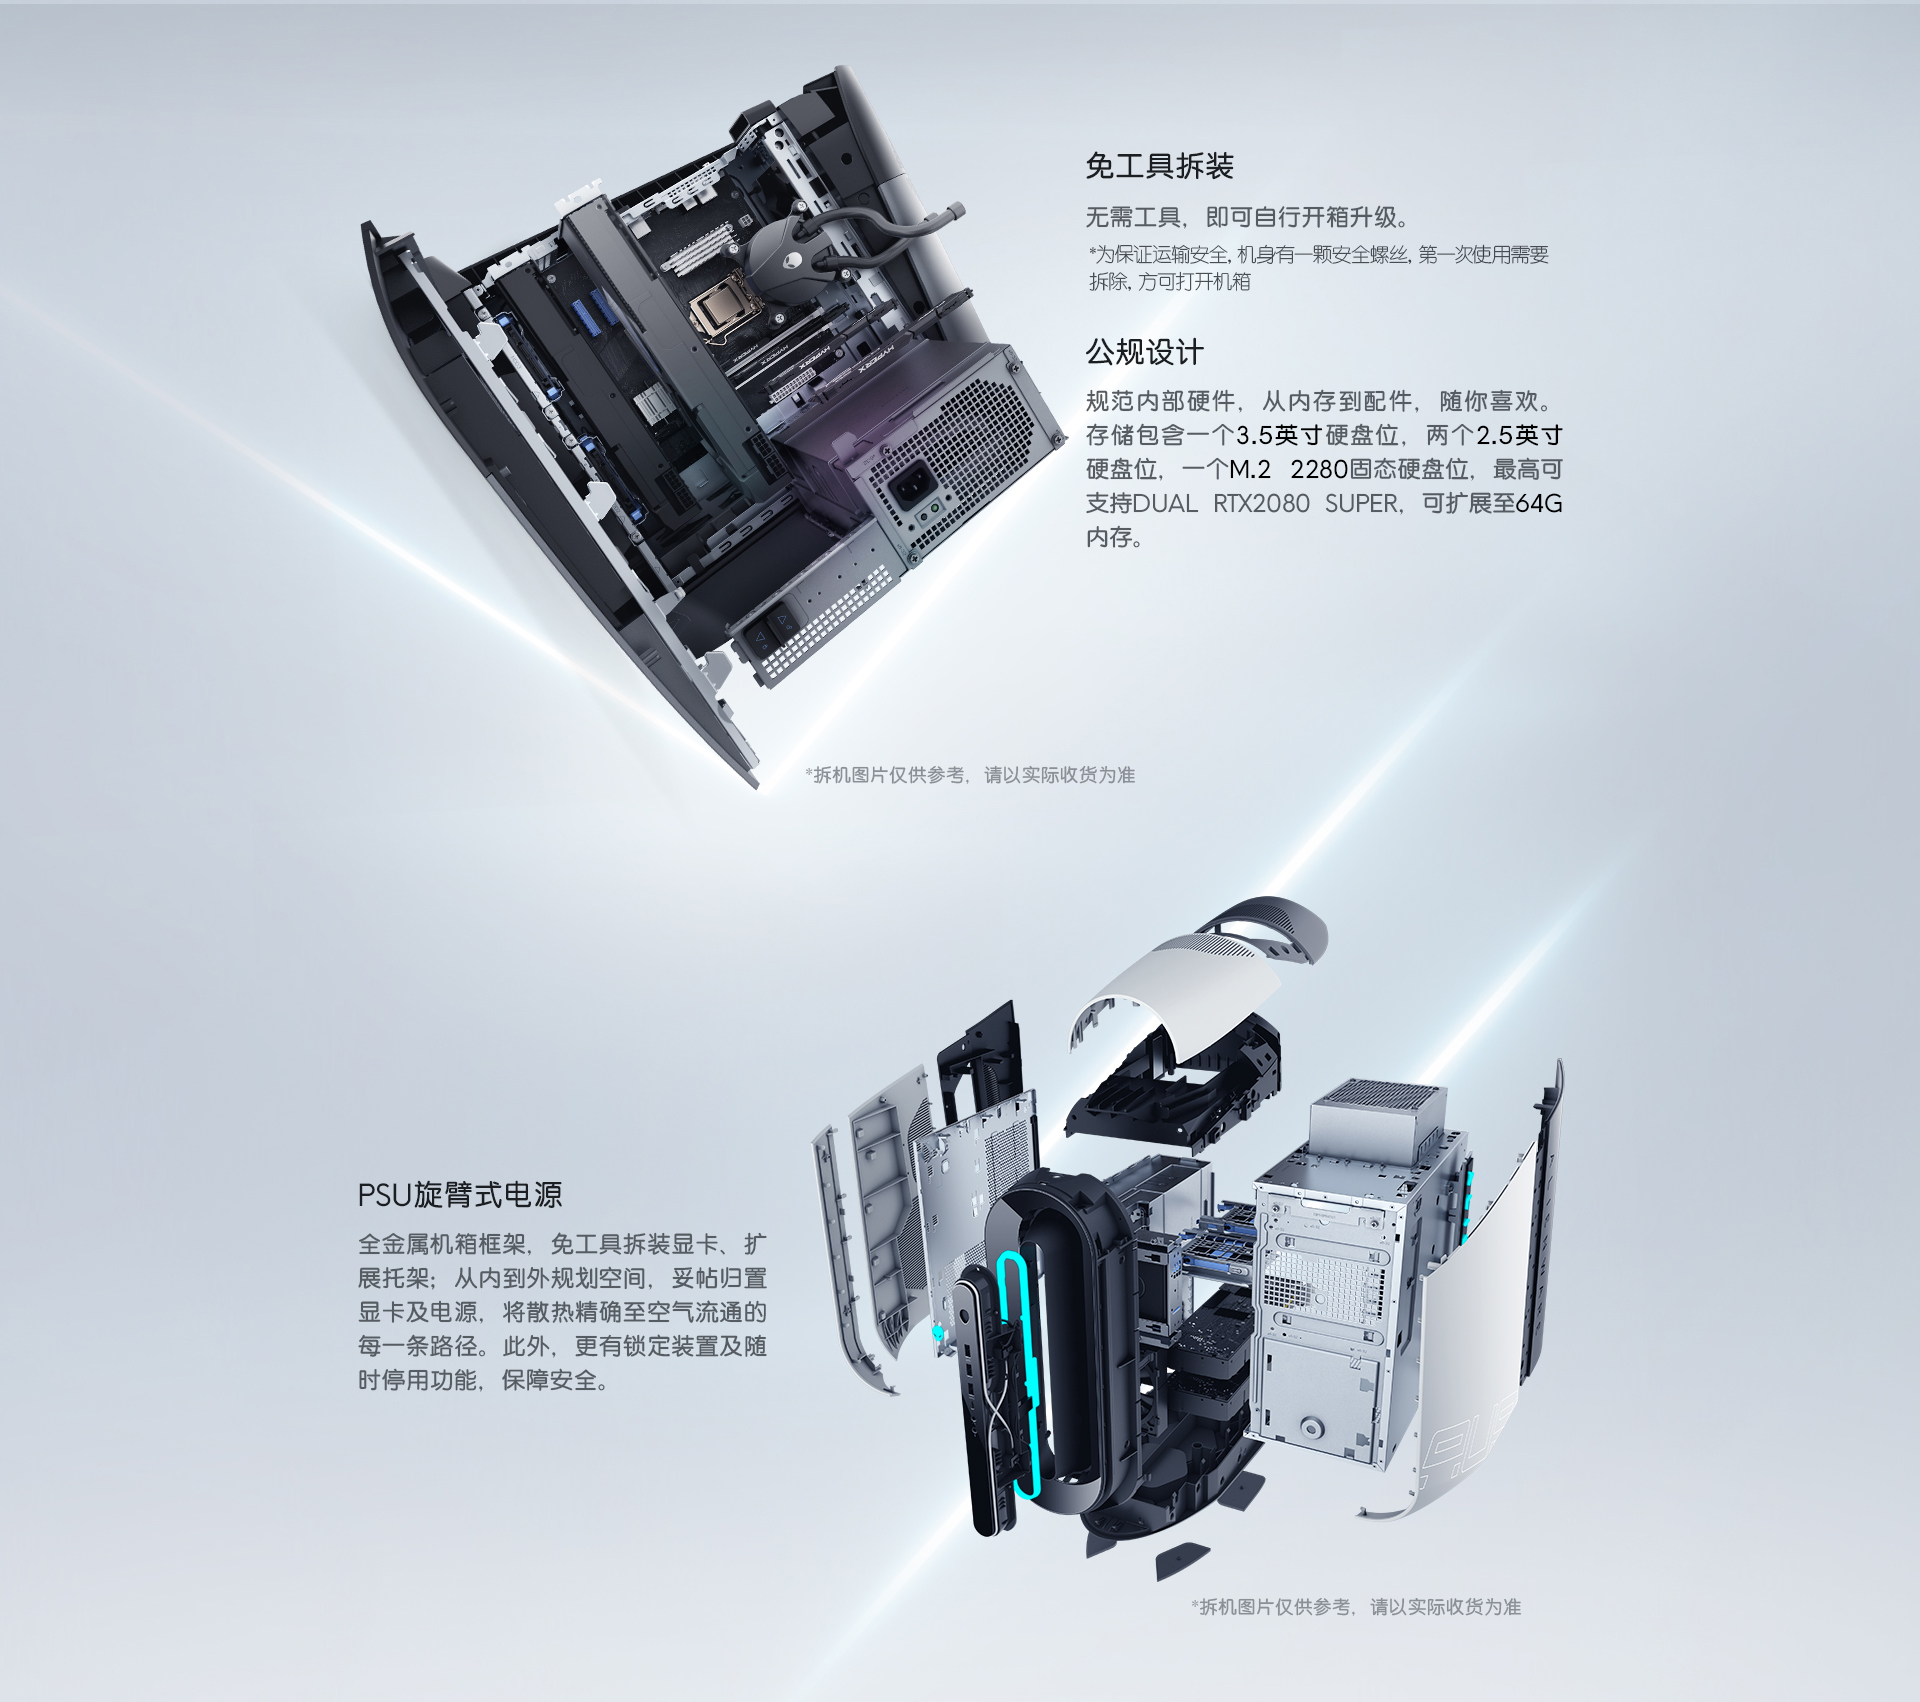 免工具拆装
无需工具，即可自行开箱升级。
*为保证运输安全,机身有一颗安全螺丝,第一次使用需要
拆除,方可打开机箱
公规设计
规范内部硬件，从内存到配件，随你喜欢。
存储包含一个3.5英寸硬盘位，两个2.5英寸
硬盘位，一个M.2 2280固态硬盘位，最高可
支持DUAL RTX2080 SUPER，可扩展至64G
内存。
HYPERX
HYPERX
HYPERX
HYPERX
*拆机图片仅供参考，请以实际收货为准
PSU旋臂式电源
全金属机箱框架，免工具拆装显卡、扩
展托架；从内到外规划空间，妥帖归置
显卡及电源，将散热精确至空气流通的
每一条路径。此外，更有锁定装置及随
时停用功能，保障安全。
*拆机图片仅供参考，请以实际收货为准